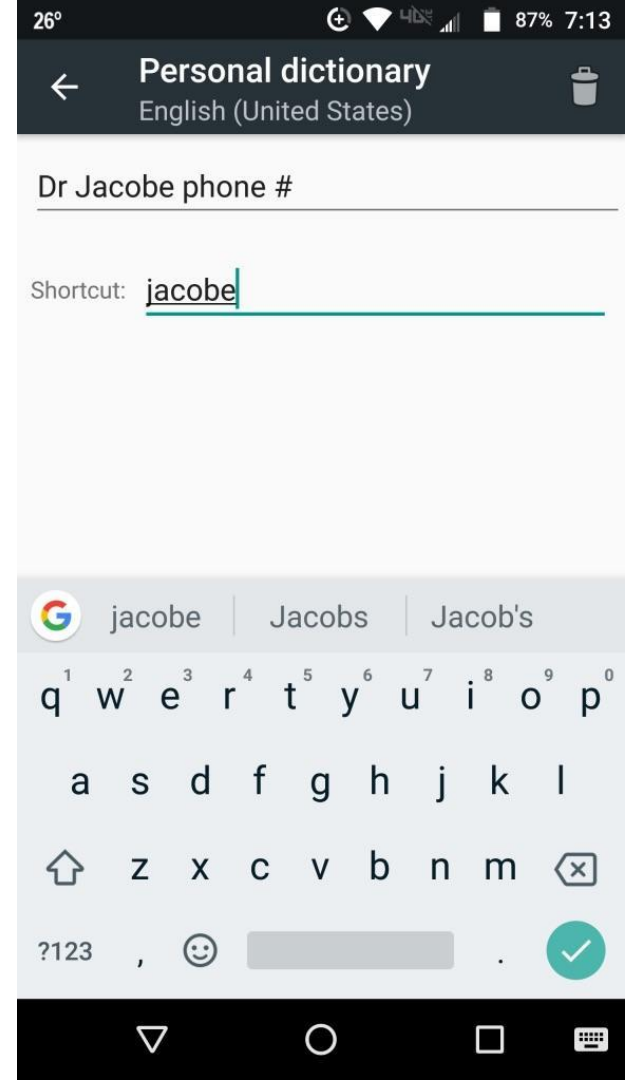 26°
87% 7:13
Personal dictionary
English (United States)
Dr Jacobe phone #
Shortcut: jacobe
G jacobe Jacobs Jacob's
1 2 3 4 5 6 7 8 9 0
q w e r t y u i o p
a s d f g h j k l
z x c v b n m
?123 , .